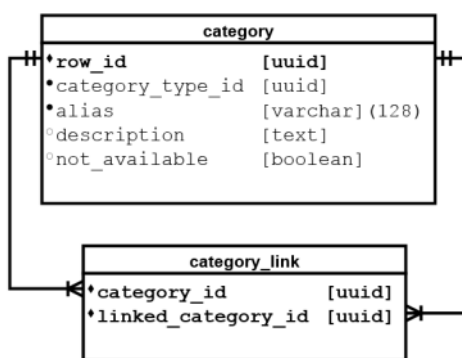 category
row_id [uuid]
category_type_id [uuid]
alias [varchar](128)
description [text]
not_available [boolean]
category_link
category_id [uuid]
linked_category_id [uuid]